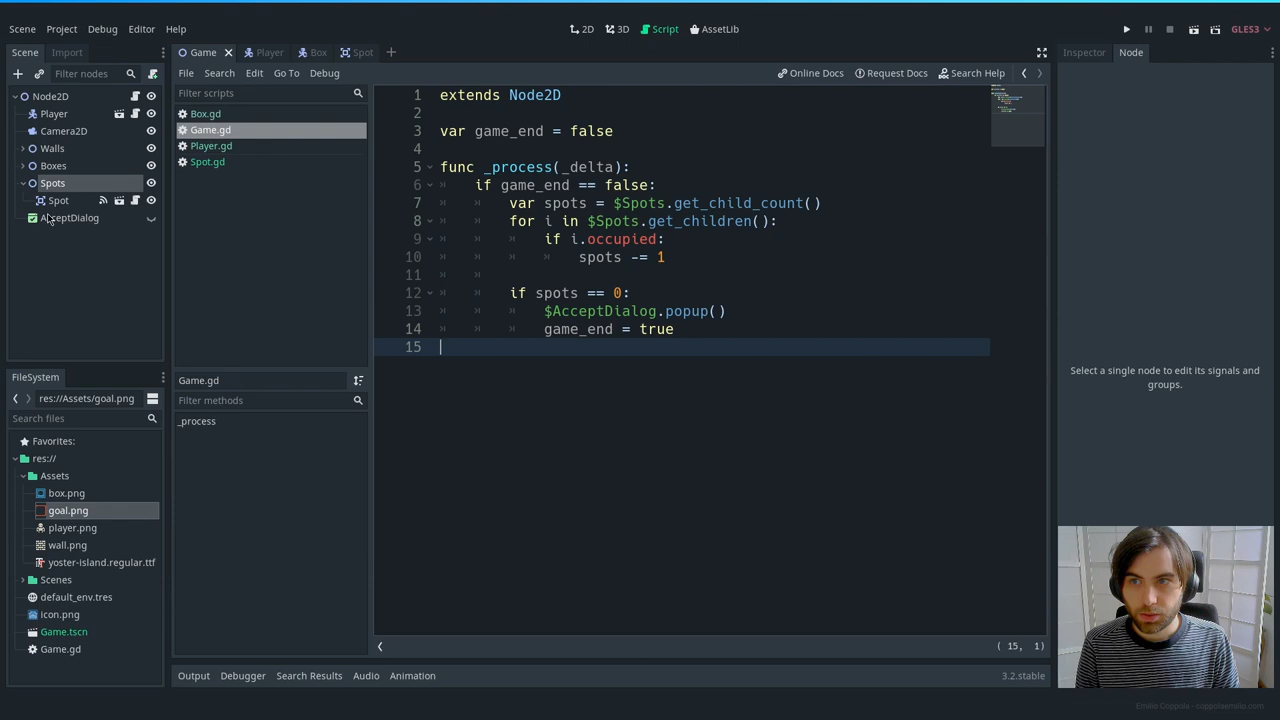 Scene Project Debug Editor Help
2D 3D Script AssetLib
GLES3
Scene Import
Filter nodes
Node2D
Player
Camera2D
Walls
Boxes
Spots
Spot
AcceptDialog
FileSystem
res://Assets/goal.png
Search files
Favorites:
res://
Assets
box.png
goal.png
player.png
wall.png
yoster-island.regular.ttf
Scenes
default_env.tres
icon.png
Game.tscn
Game.gd
Game Player Box Spot
File Search Edit Go To Debug
Online Docs Request Docs Search Help
Filter scripts
Box.gd
Game.gd
Player.gd
Spot.gd
Game.gd
Filter methods
_process
1 extends Node2D
2
3 var game_end = false
4
5 func _process(_delta):
6 if game_end == false:
7 var spots = $Spots.get_child_count()
8 for i in $Spots.get_children():
9 if i.occupied:
10 spots -= 1
11
12 if spots == 0:
13 $AcceptDialog.popup()
14 game_end = true
15
( 15, 1)
Output Debugger Search Results Audio Animation
3.2.stable
Inspector Node
Select a single node to edit its signals and
groups.
Emilio Coppola - coppolaemilio.com